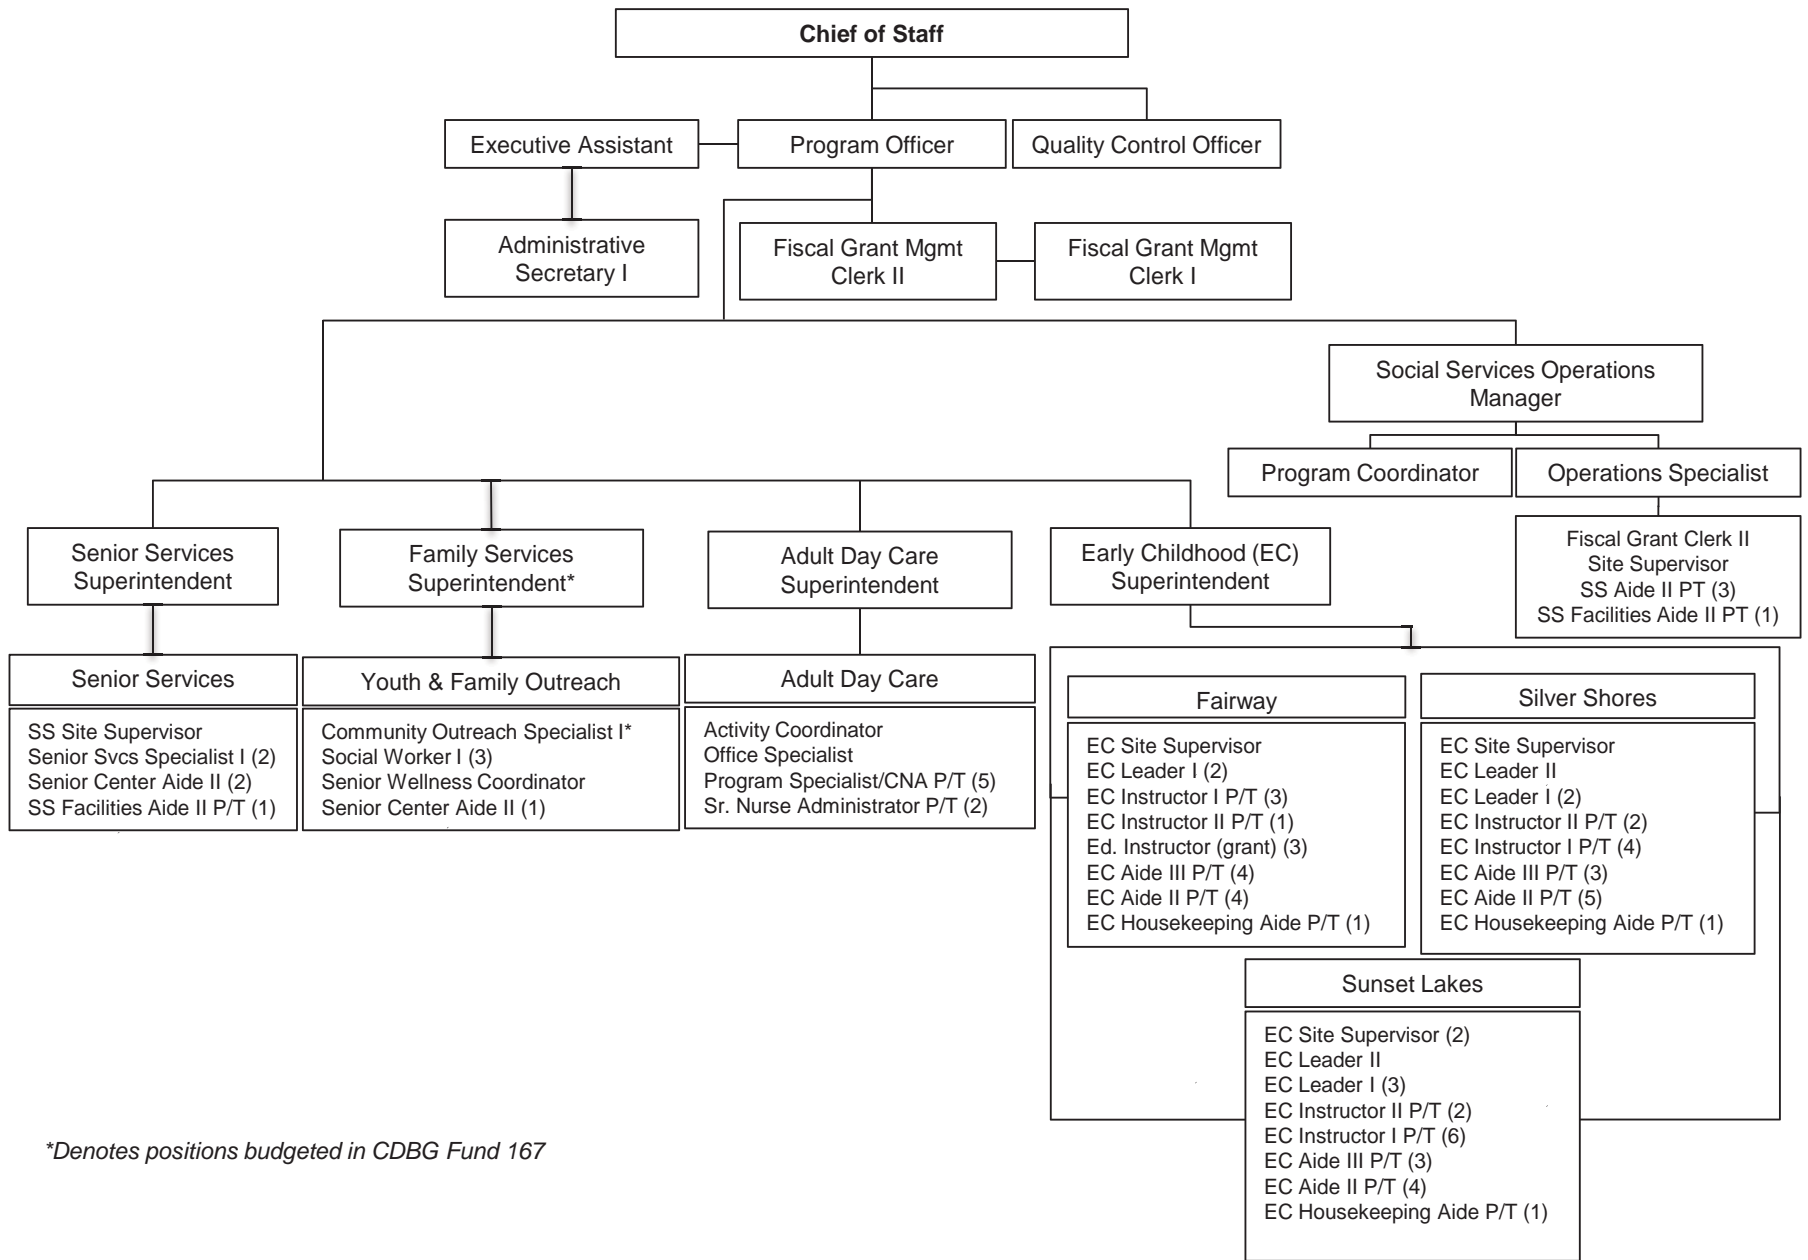 Chief of Staff
Executive Assistant
Program Officer
Quality Control Officer
Administrative
Secretary I
Fiscal Grant Mgmt
Clerk II
Fiscal Grant Mgmt
Clerk I
Social Services Operations
Manager
Program Coordinator
Operations Specialist
Fiscal Grant Clerk II
Site Supervisor
SS Aide II PT (3)
SS Facilities Aide II PT (1)
Senior Services
Superintendent
Family Services
Superintendent*
Adult Day Care
Superintendent
Early Childhood (EC)
Superintendent
Senior Services
SS Site Supervisor
Senior Svcs Specialist I (2)
Senior Center Aide II (2)
SS Facilities Aide II P/T (1)
Youth & Family Outreach
Community Outreach Specialist I*
Social Worker I (3)
Senior Wellness Coordinator
Senior Center Aide II (1)
Adult Day Care
Activity Coordinator
Office Specialist
Program Specialist/CNA P/T (5)
Sr. Nurse Administrator P/T (2)
Fairway
EC Site Supervisor
EC Leader I (2)
EC Instructor I P/T (3)
EC Instructor II P/T (1)
Ed. Instructor (grant) (3)
EC Aide III P/T (4)
EC Aide II P/T (4)
EC Housekeeping Aide P/T (1)
Silver Shores
EC Site Supervisor
EC Leader II
EC Leader I (2)
EC Instructor II P/T (2)
EC Instructor I P/T (4)
EC Aide III P/T (3)
EC Aide II P/T (5)
EC Housekeeping Aide P/T (1)
Sunset Lakes
EC Site Supervisor (2)
EC Leader II
EC Leader I (3)
EC Instructor II P/T (2)
EC Instructor I P/T (6)
EC Aide III P/T (3)
EC Aide II P/T (4)
EC Housekeeping Aide P/T (1)
*Denotes positions budgeted in CDBG Fund 167